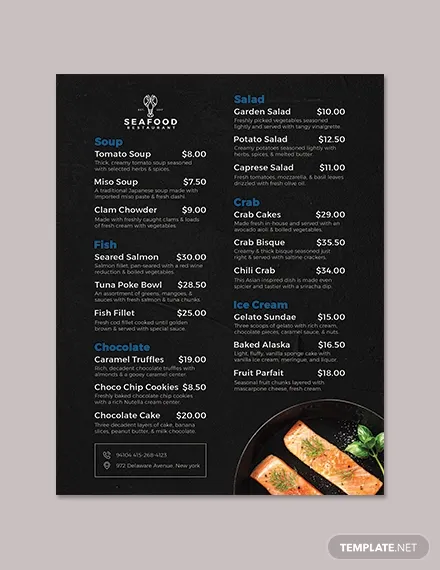 SEAFOOD
RESTAURANT
Soup
Tomato Soup $8.00
Thick, creamy tomato soup seasoned
with selected herbs & spices.
Miso Soup $7.50
A traditional Japanese soup made with
imported miso paste & fresh dashi.
Clam Chowder $9.00
Made with freshly caught clams & loads
of fresh cream with vegetables.
Fish
Seared Salmon $30.00
Salmon fillet, pan-seared with a red wine
reduction & boiled vegetables.
Tuna Poke Bowl $28.50
An assortment of greens, mangoes, &
sauces with fresh salmon & tuna chunks.
Fish Fillet $25.00
Fresh cod fillet cooked until golden
brown & served with special sauce.
Chocolate
Caramel Truffles $19.00
Rich, decadent chocolate truffles with
almonds & a gooey caramel center.
Choco Chip Cookies $8.50
Freshly baked chocolate chip cookies
with a rich Nutella cream center.
Chocolate Cake $20.00
Three decadent layers of cake, banana
slices, peanut butter, & milk chocolate.
94104 415-268-4123
972 Delaware Avenue. New york
Salad
Garden Salad $10.00
Freshly picked vegetables seasoned
lightly and served with tangy vinaigrette.
Potato Salad $12.50
Creamy potatoes seasoned lightly with
herbs, spices, & melted butter.
Caprese Salad $11.00
Fresh tomatoes, mozzarella, & basil leaves
drizzled with fresh olive oil.
Crab
Crab Cakes $29.00
Made fresh in-house and served with an
avocado aioli & boiled vegetables.
Crab Bisque $35.50
Creamy & thick bisque seasoned just
right & served with saltine crackers.
Chili Crab $34.00
This Asian inspired dish is made even
spicier and tastier with a sriracha dip.
Ice Cream
Gelato Sundae $15.00
Three scoops of gelato with rich cream,
chocolate pieces, caramel sauce, & nuts.
Baked Alaska $16.50
Light, fluffy, vanilla sponge cake with
vanilla ice cream, meringue, and liquor.
Fruit Parfait $18.00
Seasonal fruit chunks layered with
mascarpone cheese, & fresh cream.
TEMPLATE.NET